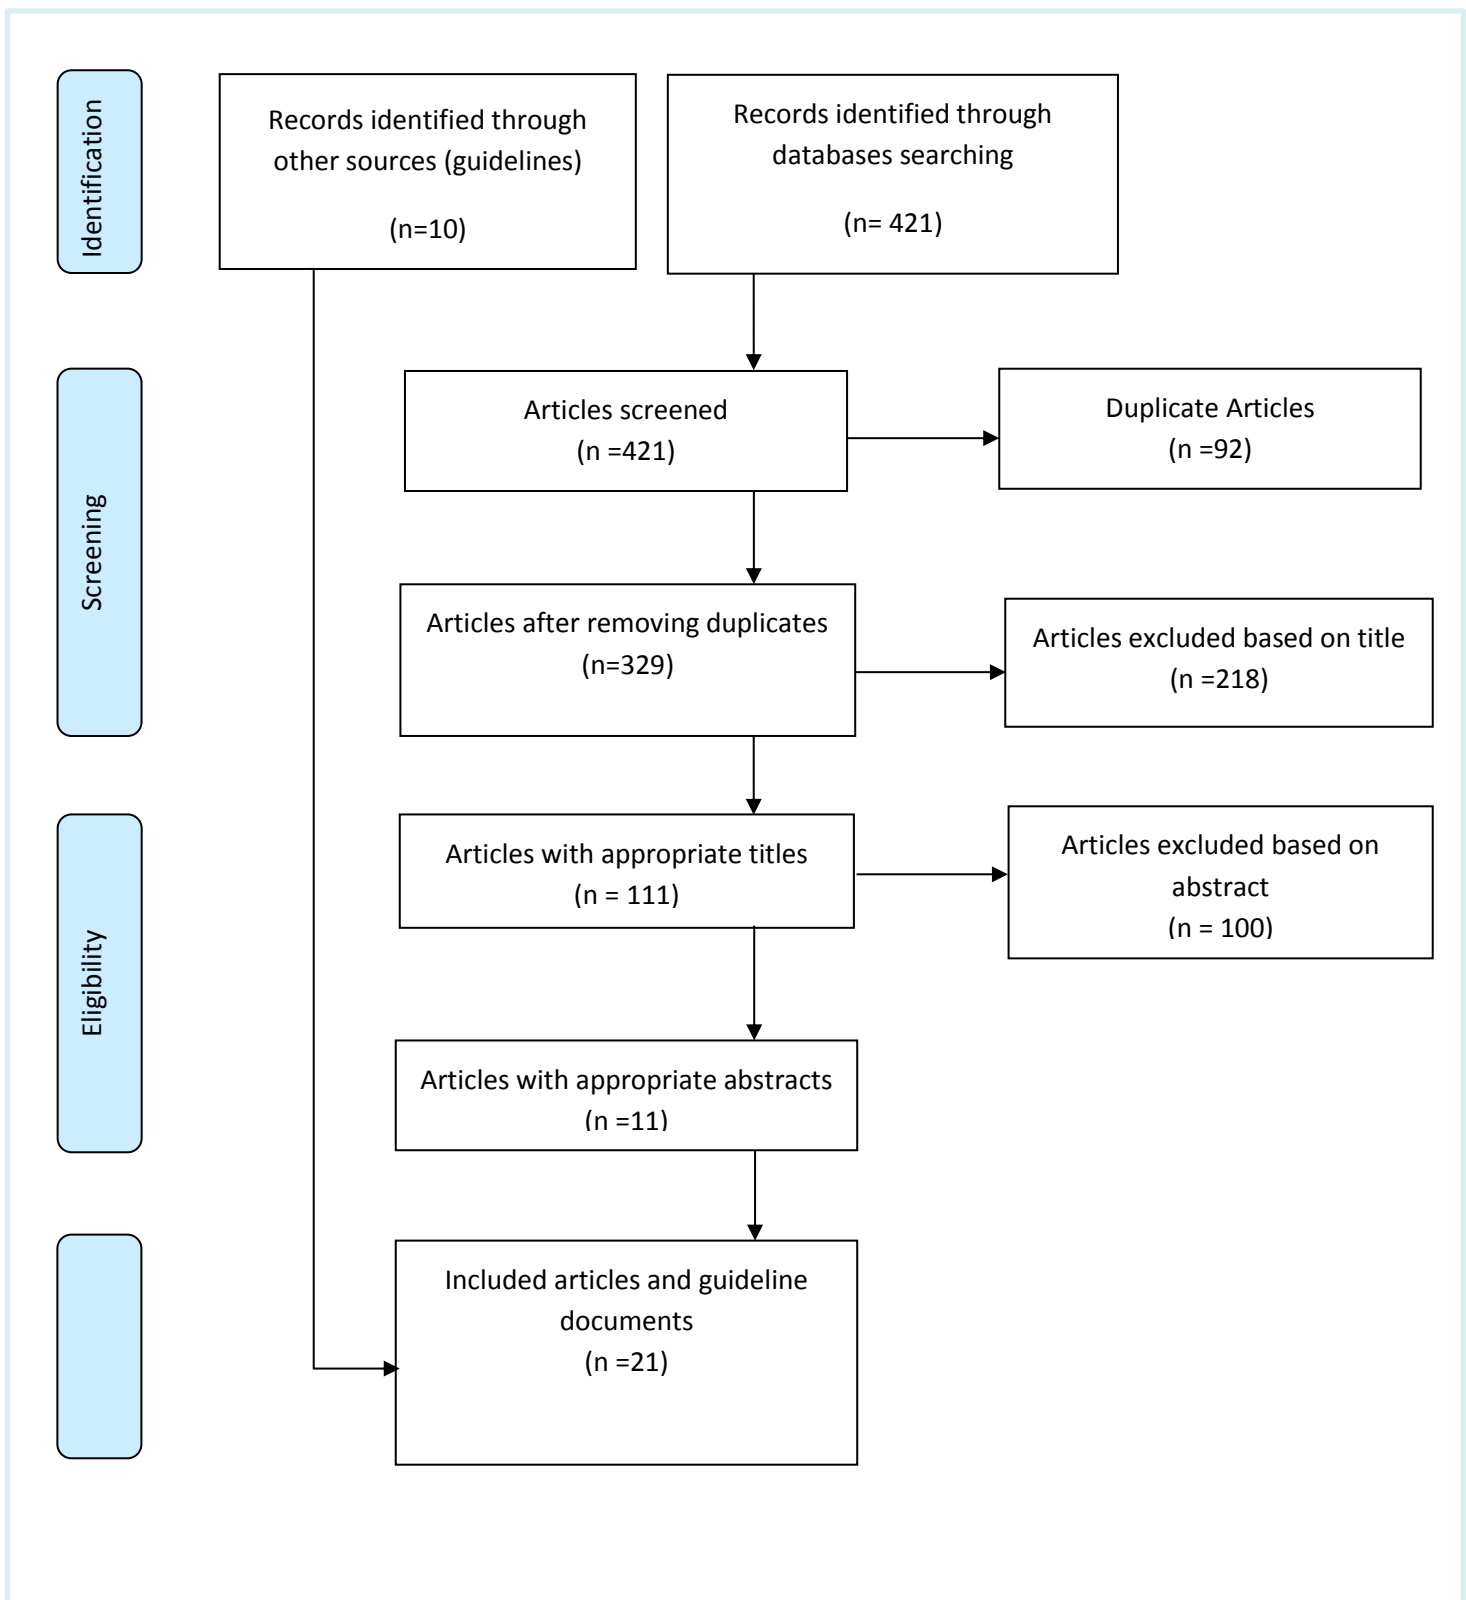 Identification
Records identified through
other sources (guidelines)
(n=10)
Records identified through
databases searching
(n= 421)
Screening
Articles screened
(n =421)
Duplicate Articles
(n =92)
Articles after removing duplicates
(n=329)
Articles excluded based on title
(n =218)
Eligibility
Articles with appropriate titles
(n = 111)
Articles excluded based on
abstract
(n = 100)
Articles with appropriate abstracts
(n =11)
Included articles and guideline
documents
(n =21)